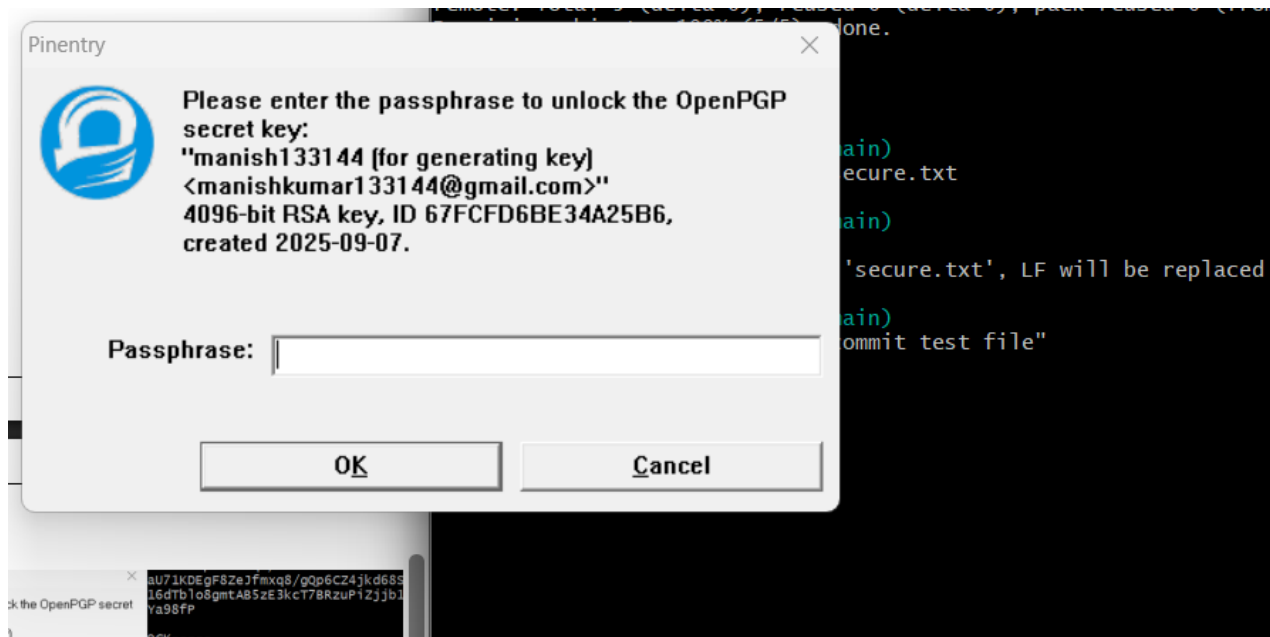 Pinentry
Please enter the passphrase to unlock the OpenPGP
secret key:
"manish133144 (for generating key)
<manishkumar133144@gmail.com>"
4096-bit RSA key, ID 67FCFD6BE34A25B6,
created 2025-09-07.
Passphrase:
OK
Cancel
done.
ain)
ecure.txt
ain)
'secure.txt', LF will be replaced
ain)
ommit test file"
ck the OpenPGP secret
aU71KDEgF8ZeJfmxq8/gQp6CZ4jkd68S
16dTblo8gmtAB5zE3kcT7BRzuPiZjjbl
Ya98fP